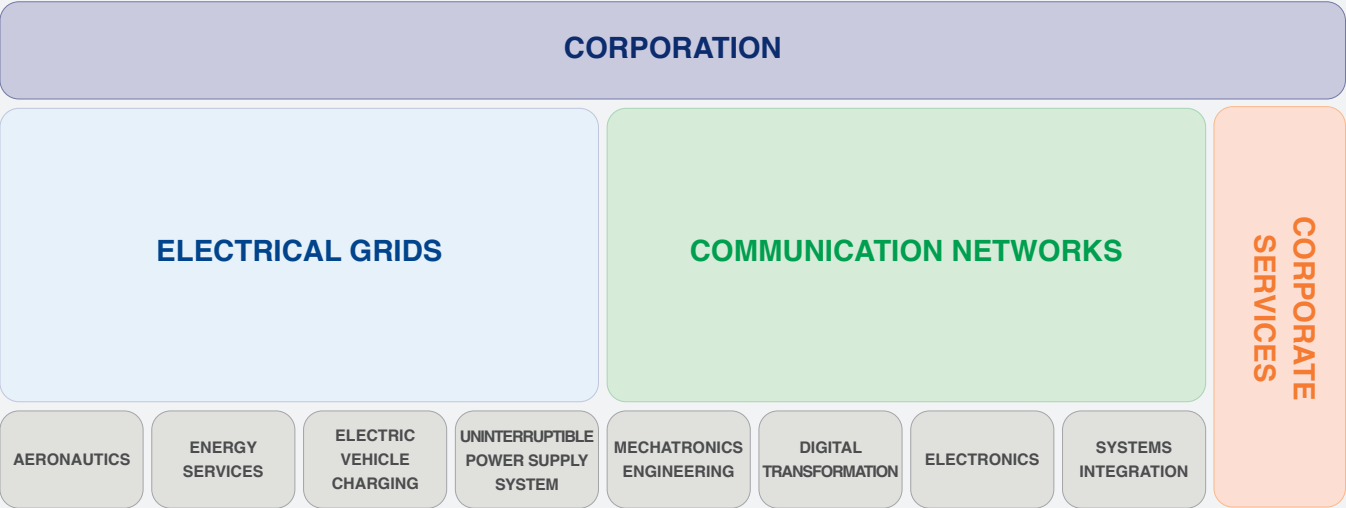 CORPORATION
ELECTRICAL GRIDS
COMMUNICATION NETWORKS
CORPORATE
SERVICES
AERONAUTICS
ENERGY
SERVICES
ELECTRIC
VEHICLE
CHARGING
UNINTERRUPTIBLE
POWER SUPPLY
SYSTEM
MECHATRONICS
ENGINEERING
DIGITAL
TRANSFORMATION
ELECTRONICS
SYSTEMS
INTEGRATION